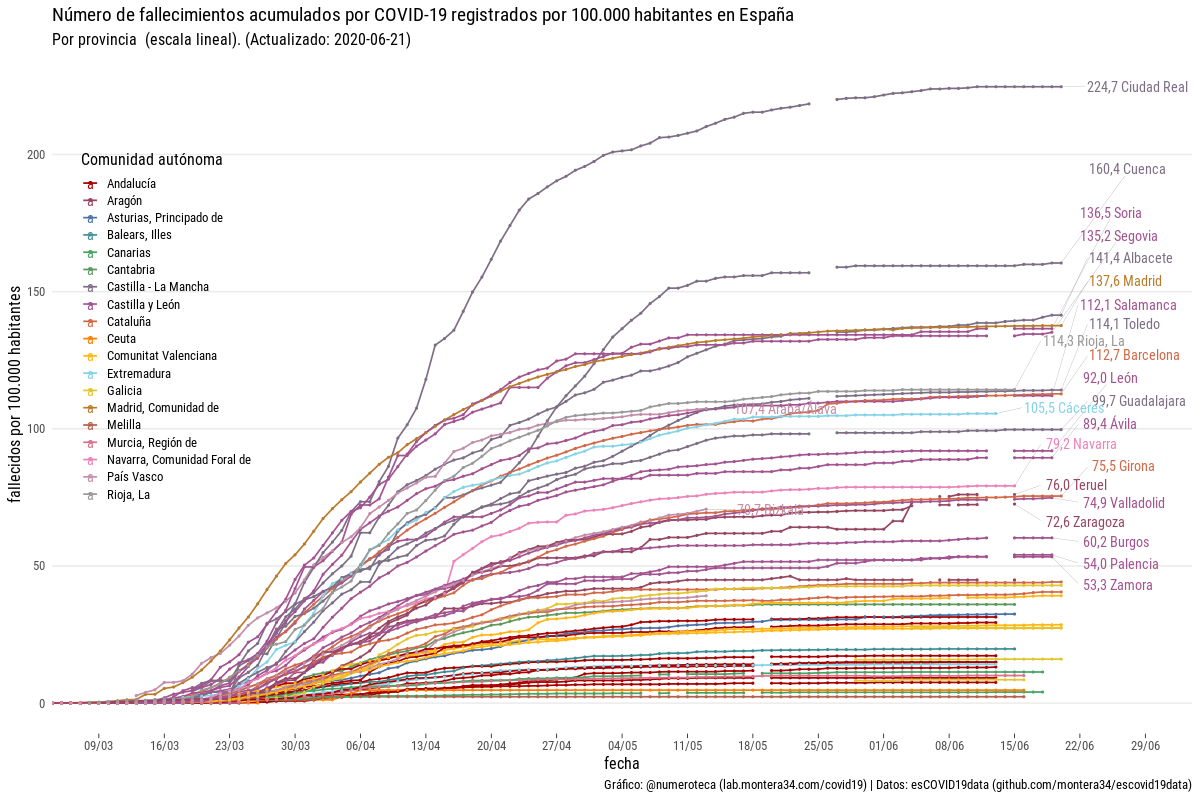 Número de fallecimientos acumulados por COVID-19 registrados por 100.000 habitantes en España
Por provincia (escala lineal). (Actualizado: 2020-06-21)
fallecidos por 100.000 habitantes
200
150
100
50
0
Comunidad autónoma
Andalucía
Aragón
Asturias, Principado de
Balears, Illes
Canarias
Cantabria
Castilla - La Mancha
Castilla y León
Cataluña
Ceuta
Comunitat Valenciana
Extremadura
Galicia
Madrid, Comunidad de
Melilla
Murcia, Región de
Navarra, Comunidad Foral de
País Vasco
Rioja, La
224,7 Ciudad Real
160,4 Cuenca
136,5 Soria
135,2 Segovia
141,4 Albacete
137,6 Madrid
112,1 Salamanca
114,1 Toledo
114,3 Rioja, La
112,7 Barcelona
92,0 León
99,7 Guadalajara
107,4 Araba/Álava
105,5 Cáceres
89,4 Ávila
79,2 Navarra
75,5 Girona
76,0 Teruel
74,9 Valladolid
72,6 Zaragoza
60,2 Burgos
54,0 Palencia
53,3 Zamora
09/03
16/03
23/03
30/03
06/04
13/04
20/04
27/04
04/05
11/05
18/05
25/05
01/06
08/06
15/06
22/06
29/06
fecha
Gráfico: @numeroteca (lab.montera34.com/covid19) | Datos: esCOVID19data (github.com/montera34/escovid19data)